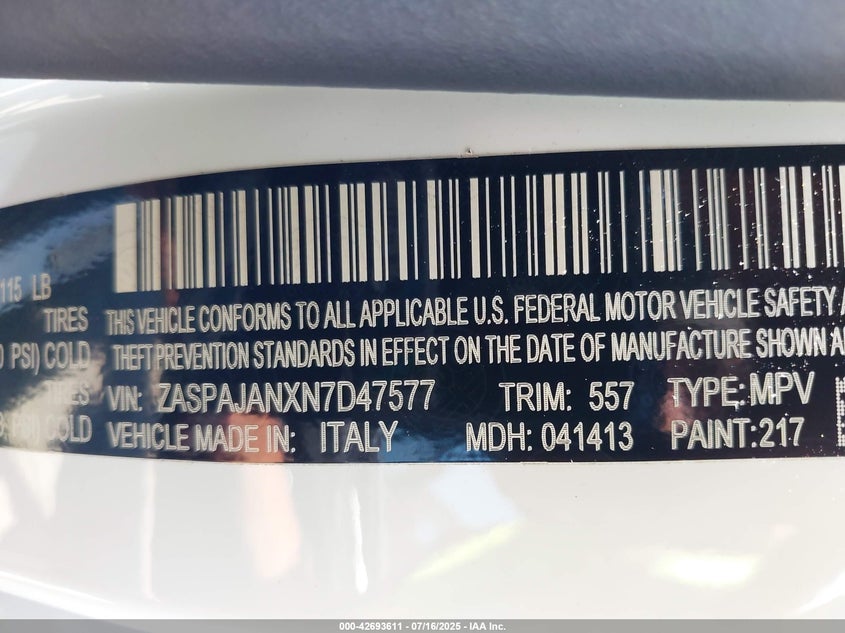 115 LB
TIRES THIS VEHICLE CONFORMS TO ALL APPLICABLE U.S. FEDERAL MOTOR VEHICLE SAFETY
PSI) COLD THEFT PREVENTION STANDARDS IN EFFECT ON THE DATE OF MANUFACTURE SHOWN
TIRES VIN: ZASPAJANXN7D47577 TRIM: 557 TYPE: MPV
PSI) COLD VEHICLE MADE IN: ITALY MDH: 041413 PAINT:217
000-42693611 - 07/16/2025 - IAA Inc.